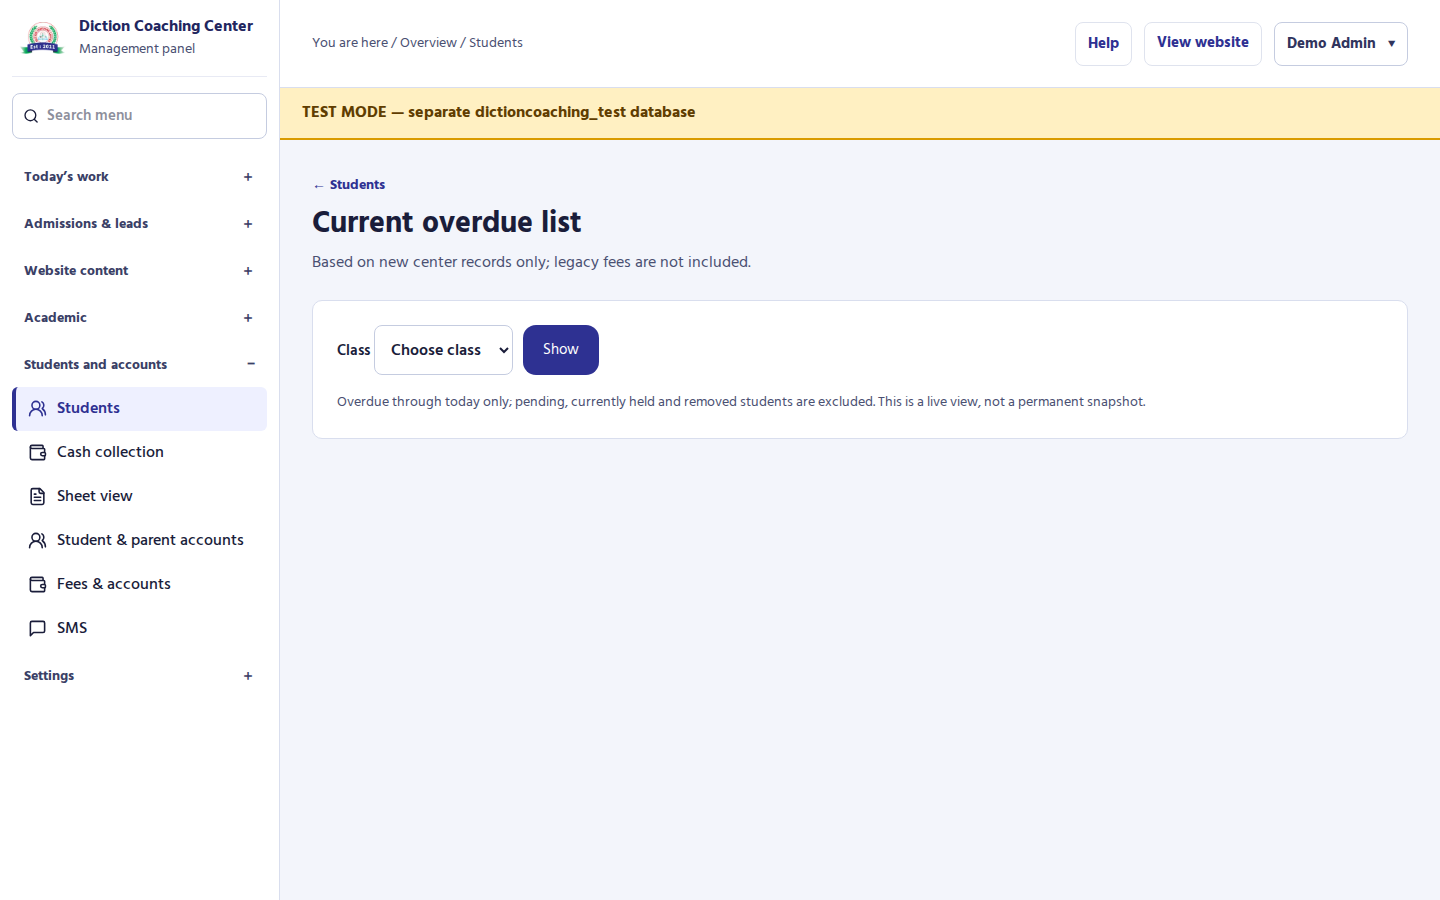 Diction Coaching Center
Management panel
Est : 2011
Search menu
Today's work +
Admissions & leads +
Website content +
Academic +
Students and accounts −
Students
Cash collection
Sheet view
Student & parent accounts
Fees & accounts
SMS
Settings +
You are here / Overview / Students
Help
View website
Demo Admin ▾
TEST MODE — separate dictioncoaching_test database
← Students
Current overdue list
Based on new center records only; legacy fees are not included.
Class Choose class Show
Overdue through today only; pending, currently held and removed students are excluded. This is a live view, not a permanent snapshot.